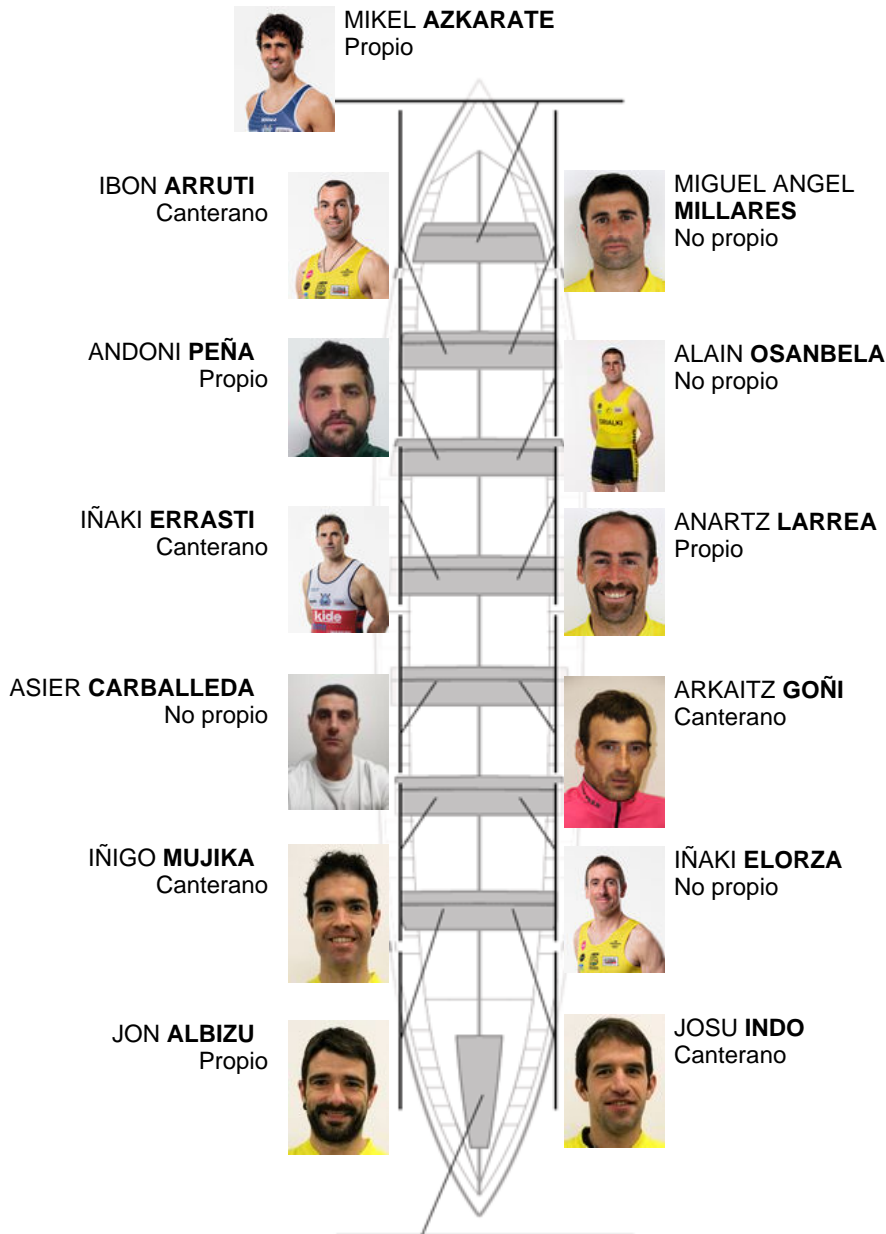 MIKEL AZKARATE
Propio
IBON ARRUTI
Canterano
MIGUEL ANGEL
MILLARES
No propio
ANDONI PEÑA
Propio
ALAIN OSANBELA
No propio
IÑAKI ERRASTI
Canterano
kide
ANARTZ LARREA
Propio
ASIER CARBALLEDA
No propio
ARKAITZ GOÑI
Canterano
IÑIGO MUJIKA
Canterano
IÑAKI ELORZA
No propio
JON ALBIZU
Propio
JOSU INDO
Canterano